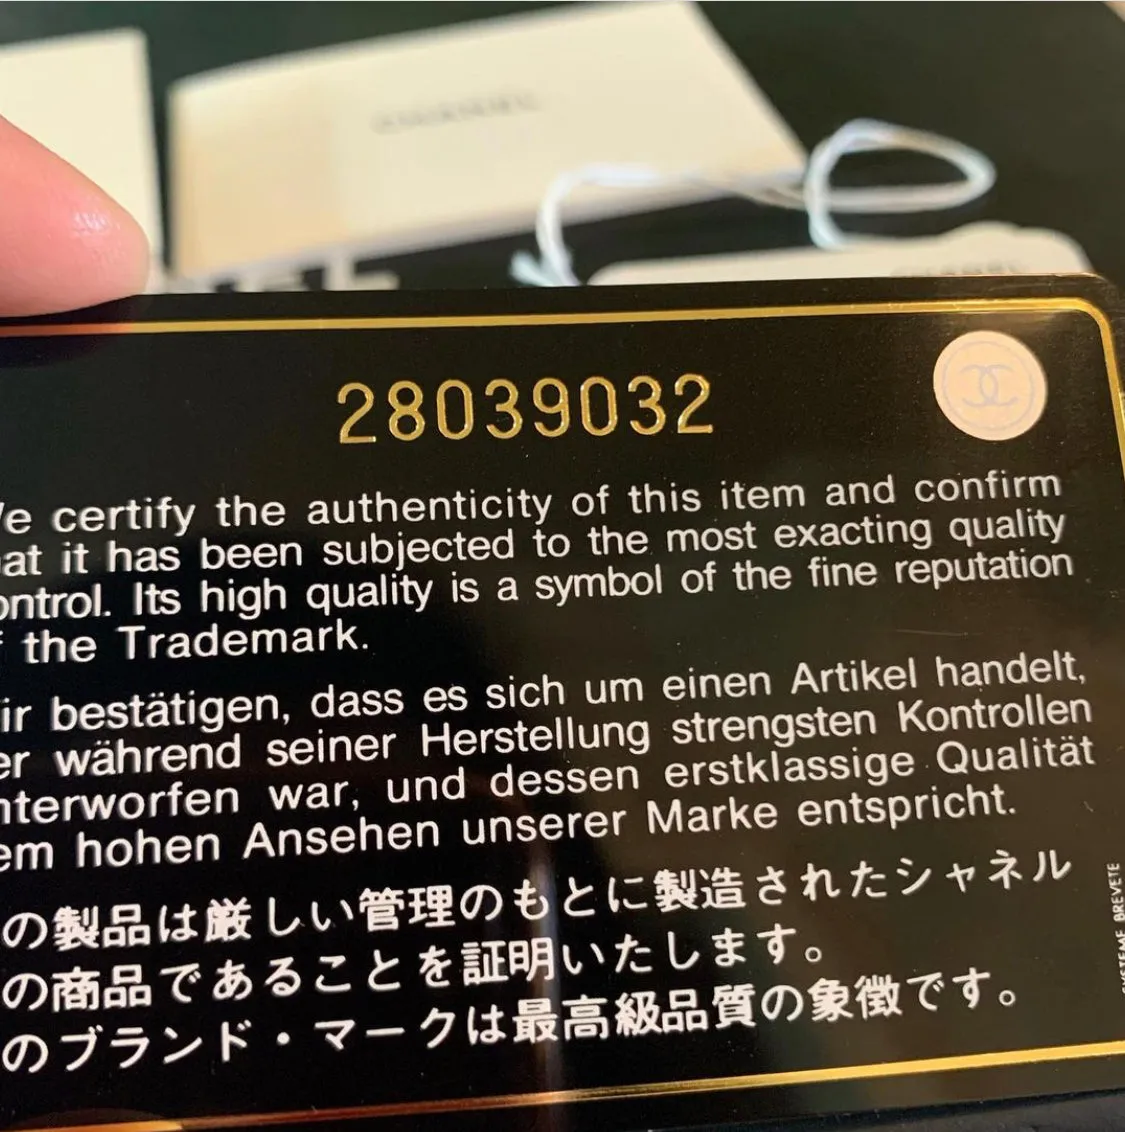 CHANEL
28039032
e certify the authenticity of this item and confirm
at it has been subjected to the most exacting quality
ontrol. Its high quality is a symbol of the fine reputation
the Trademark.
ir bestätigen, dass es sich um einen Artikel handelt,
er während seiner Herstellung strengsten Kontrollen
nterworfen war, und dessen erstklassige Qualität
em hohen Ansehen unserer Marke entspricht.
の製品は厳しい管理のもとに製造されたシャネル
の商品であることを証明いたします。
のブランド・マークは最高級品質の象徴です。
SYSTEME BREVETE